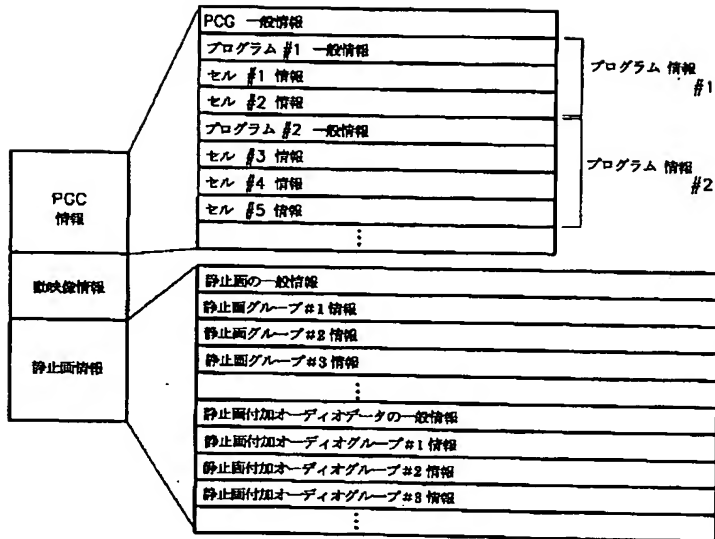 PCG 一般情報
プログラム #1 一般情報
セル #1 情報
セル #2 情報
プログラム #2 一般情報
セル #3 情報
セル #4 情報
セル #5 情報
プログラム 情報
#1
プログラム 情報
#2
PGC
情報
動映像情報
静止画情報
静止画の一般情報
静止画グループ#1 情報
静止画グループ#2 情報
静止画グループ#3 情報
静止画付加オーディオデータの一般情報
静止画付加オーディオグループ#1 情報
静止画付加オーディオグループ#2 情報
静止画付加オーディオグループ#3 情報